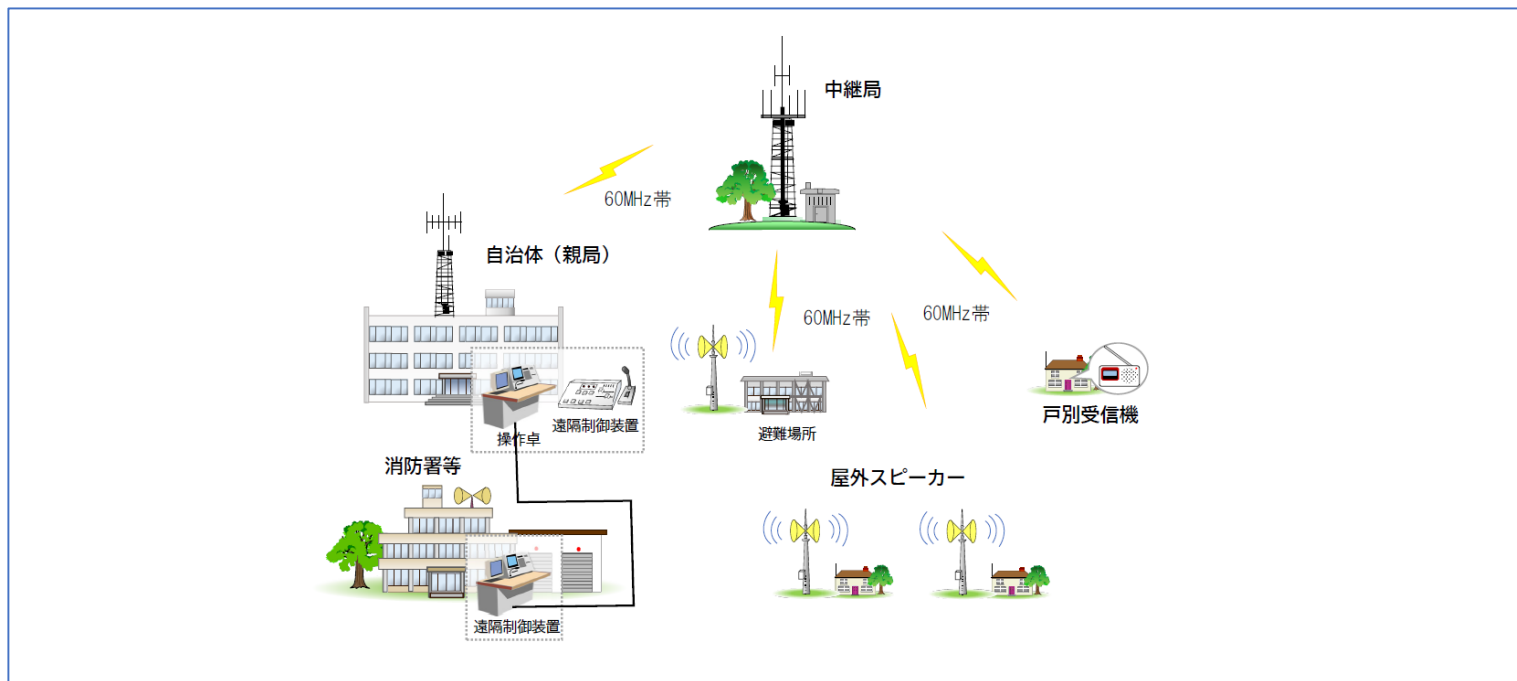 中継局
60MHz帯
自治体（親局）
60MHz帯
60MHz帯
操作卓
遠隔制御装置
避難場所
戸別受信機
消防署等
屋外スピーカー
遠隔制御装置